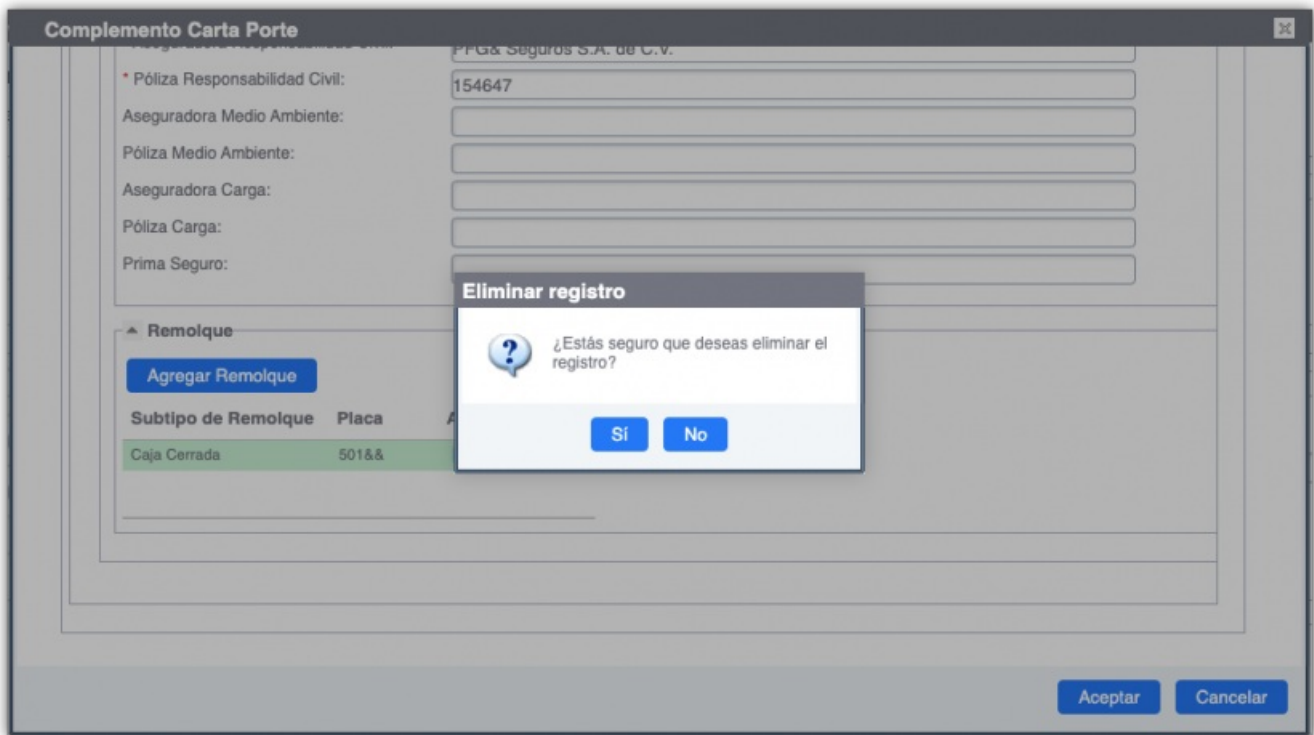 Complemento Carta Porte
PFG& Seguros S.A. de C.V.
* Póliza Responsabilidad Civil:
154647
Aseguradora Medio Ambiente:
Póliza Medio Ambiente:
Aseguradora Carga:
Póliza Carga:
Prima Seguro:
Eliminar registro
¿Estás seguro que deseas eliminar el
registro?
Sí No
Remolque
Agregar Remolque
Subtipo de Remolque Placa
Caja Cerrada 501&&
Aceptar Cancelar